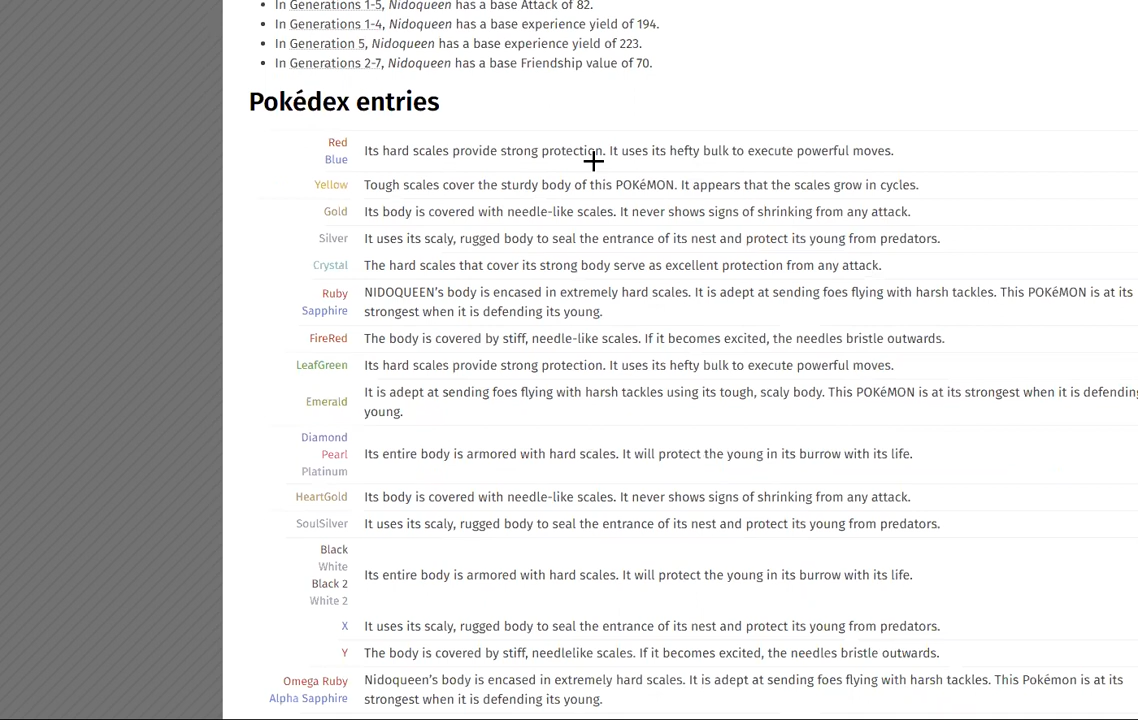 In Generations 1-5, Nidoqueen has a base Attack of 82.
In Generations 1-4, Nidoqueen has a base experience yield of 194.
In Generation 5, Nidoqueen has a base experience yield of 223.
In Generations 2-7, Nidoqueen has a base Friendship value of 70.
Pokédex entries
Red
Blue
Its hard scales provide strong protection. It uses its hefty bulk to execute powerful moves.
Yellow
Tough scales cover the sturdy body of this POKéMON. It appears that the scales grow in cycles.
Gold
Its body is covered with needle-like scales. It never shows signs of shrinking from any attack.
Silver
It uses its scaly, rugged body to seal the entrance of its nest and protect its young from predators.
Crystal
The hard scales that cover its strong body serve as excellent protection from any attack.
Ruby
Sapphire
NIDOQUEEN’s body is encased in extremely hard scales. It is adept at sending foes flying with harsh tackles. This POKéMON is at its
strongest when it is defending its young.
FireRed
The body is covered by stiff, needle-like scales. If it becomes excited, the needles bristle outwards.
LeafGreen
Its hard scales provide strong protection. It uses its hefty bulk to execute powerful moves.
Emerald
It is adept at sending foes flying with harsh tackles using its tough, scaly body. This POKéMON is at its strongest when it is defending
young.
Diamond
Pearl
Platinum
Its entire body is armored with hard scales. It will protect the young in its burrow with its life.
HeartGold
Its body is covered with needle-like scales. It never shows signs of shrinking from any attack.
SoulSilver
It uses its scaly, rugged body to seal the entrance of its nest and protect its young from predators.
Black
White
Black 2
White 2
Its entire body is armored with hard scales. It will protect the young in its burrow with its life.
X
It uses its scaly, rugged body to seal the entrance of its nest and protect its young from predators.
Y
The body is covered by stiff, needlelike scales. If it becomes excited, the needles bristle outwards.
Omega Ruby
Alpha Sapphire
Nidoqueen’s body is encased in extremely hard scales. It is adept at sending foes flying with harsh tackles. This Pokémon is at its
strongest when it is defending its young.